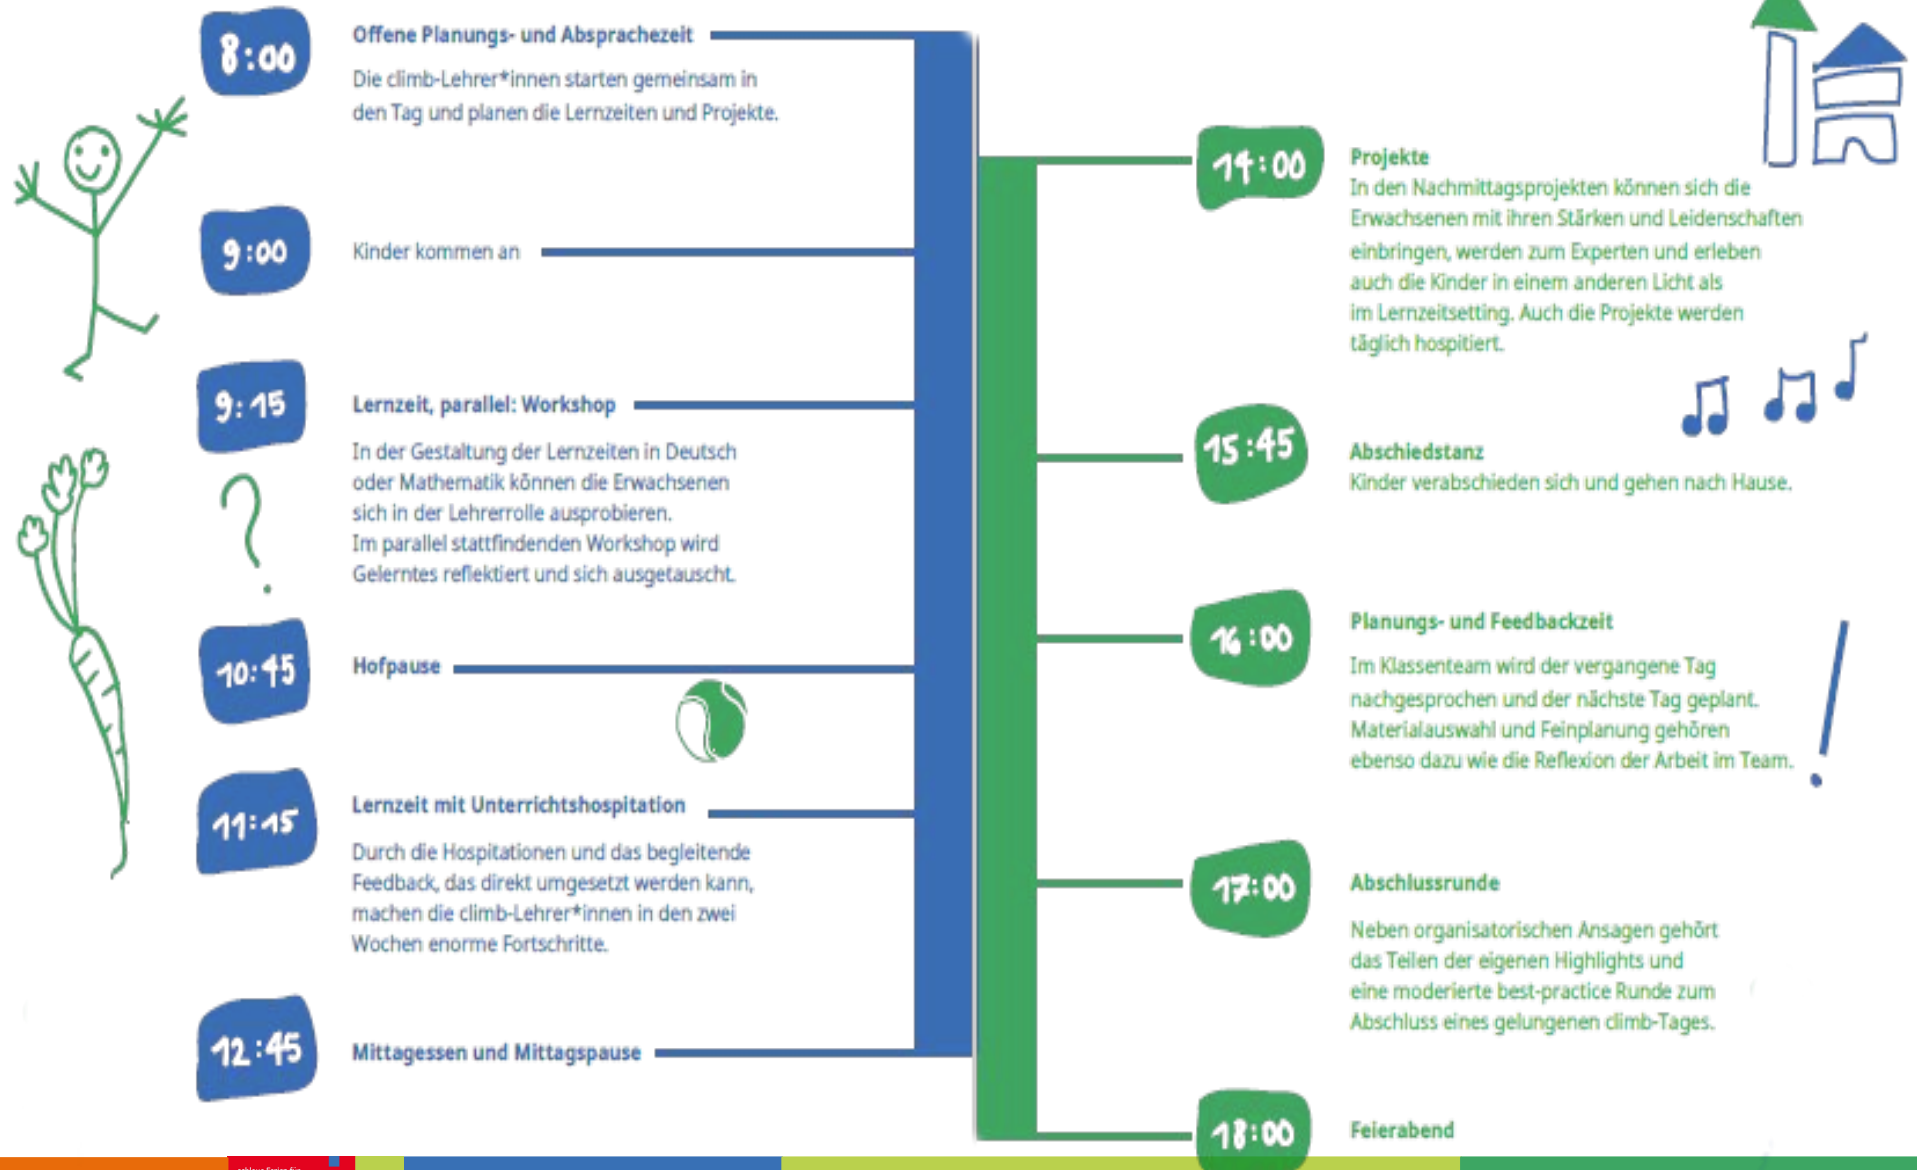 8:00
Offene Planungs- und Absprachezeit
Die climb-Lehrer*innen starten gemeinsam in
den Tag und planen die Lernzeiten und Projekte.
9:00
Kinder kommen an
9:15
Lernzeit, parallel: Workshop
In der Gestaltung der Lernzeiten in Deutsch
oder Mathematik können die Erwachsenen
sich in der Lehrerrolle ausprobieren.
Im parallel stattfindenden Workshop wird
Gelerntes reflektiert und sich ausgetauscht.
?
10:45
Hofpause
11:15
Lernzeit mit Unterrichtshospitation
Durch die Hospitationen und das begleitende
Feedback, das direkt umgesetzt werden kann,
machen die climb-Lehrer*innen in den zwei
Wochen enorme Fortschritte.
12:45
Mittagessen und Mittagspause
14:00
Projekte
In den Nachmittagsprojekten können sich die
Erwachsenen mit ihren Stärken und Leidenschaften
einbringen, werden zum Experten und erleben
auch die Kinder in einem anderen Licht als
im Lernzeitsetting. Auch die Projekte werden
täglich hospitiert.
15:45
Abschiedstanz
Kinder verabschieden sich und gehen nach Hause.
16:00
Planungs- und Feedbackzeit
Im Klassenteam wird der vergangene Tag
nachgesprochen und der nächste Tag geplant.
Materialauswahl und Feinplanung gehören
ebenso dazu wie die Reflexion der Arbeit im Team.
!
17:00
Abschlussrunde
Neben organisatorischen Ansagen gehört
das Teilen der eigenen Highlights und
eine moderierte best-practice Runde zum
Abschluss eines gelungenen climb-Tages.
18:00
Feierabend